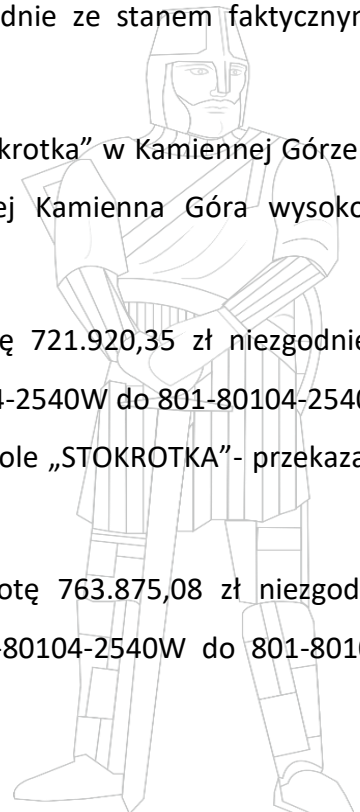 dnie ze stanem faktycznym
krotka” w Kamiennej Górze
ej Kamienna Góra wysoko
ę 721.920,35 zł niezgodnie
4-2540W do 801-80104-2540
ole „STOKROTKA”- przekaza
otę 763.875,08 zł niezgod
-80104-2540W do 801-8010